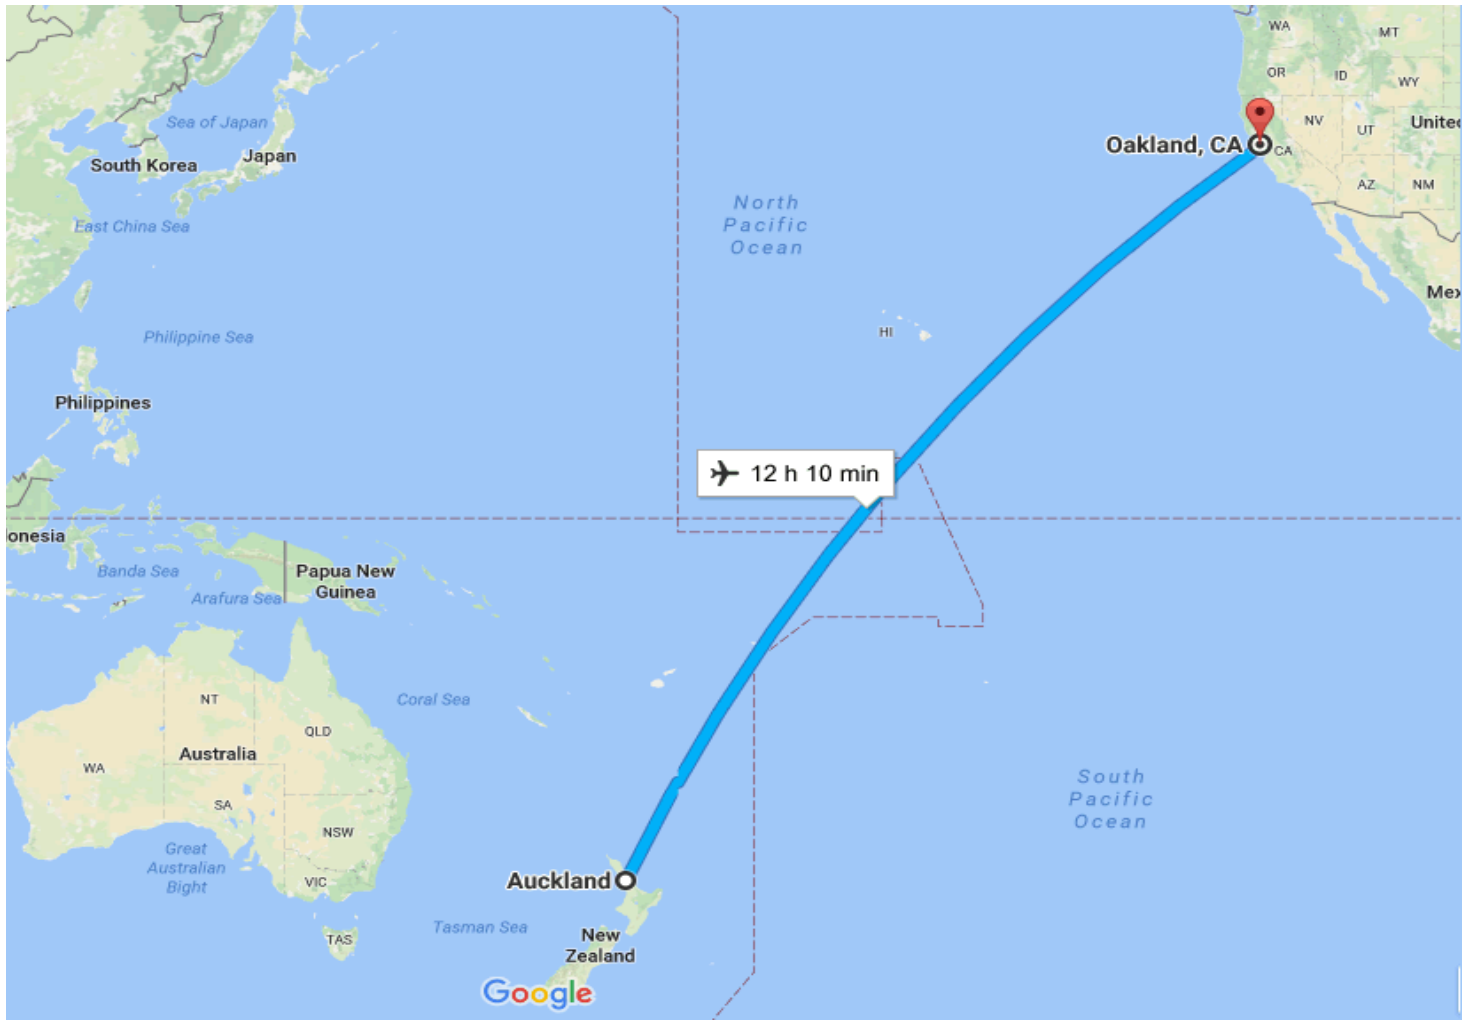 WA
MT
OR
ID
WY
Sea of Japan
NV
United
UT
Oakland, CA
CA
South Korea
Japan
AZ
NM
North
Pacific
Ocean
East China Sea
Mex
HI
Philippine Sea
Philippines
12 h 10 min
onesia
Banda Sea
Papua New
Guinea
Arafura Sea
NT
Coral Sea
QLD
Australia
WA
South
Pacific
Ocean
SA
NSW
Great
Australian
Bight
VIC
Auckland
Tasman Sea
TAS
New
Zealand
Google